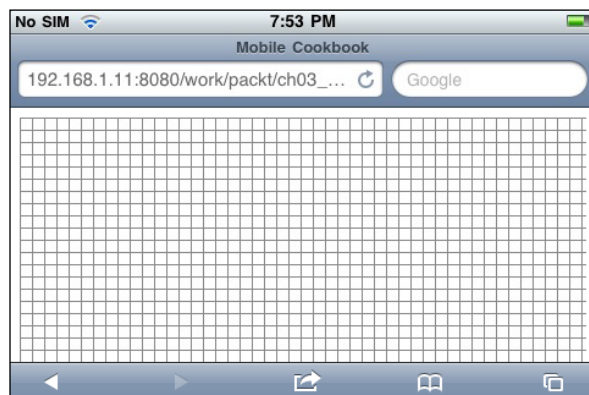 No SIM 7:53 PM
Mobile Cookbook
192.168.1.11:8080/work/packt/ch03_... Google